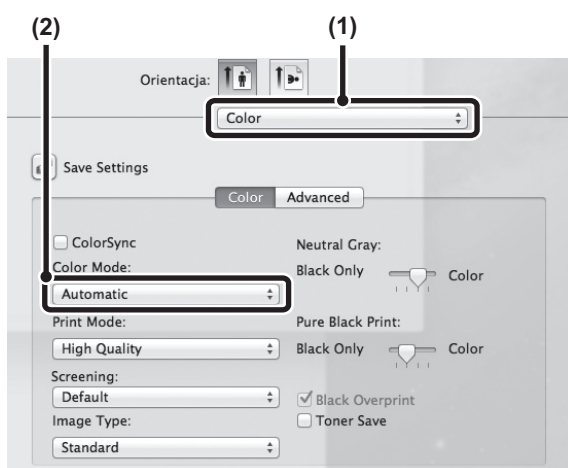 (2) (1)
Orientacja:
Color
Save Settings
Color Advanced
ColorSync Neutral Gray:
Color Mode: Black Only Color
Automatic
Print Mode: Pure Black Print:
High Quality Black Only Color
Screening:
Default Black Overprint
Image Type: Toner Save
Standard